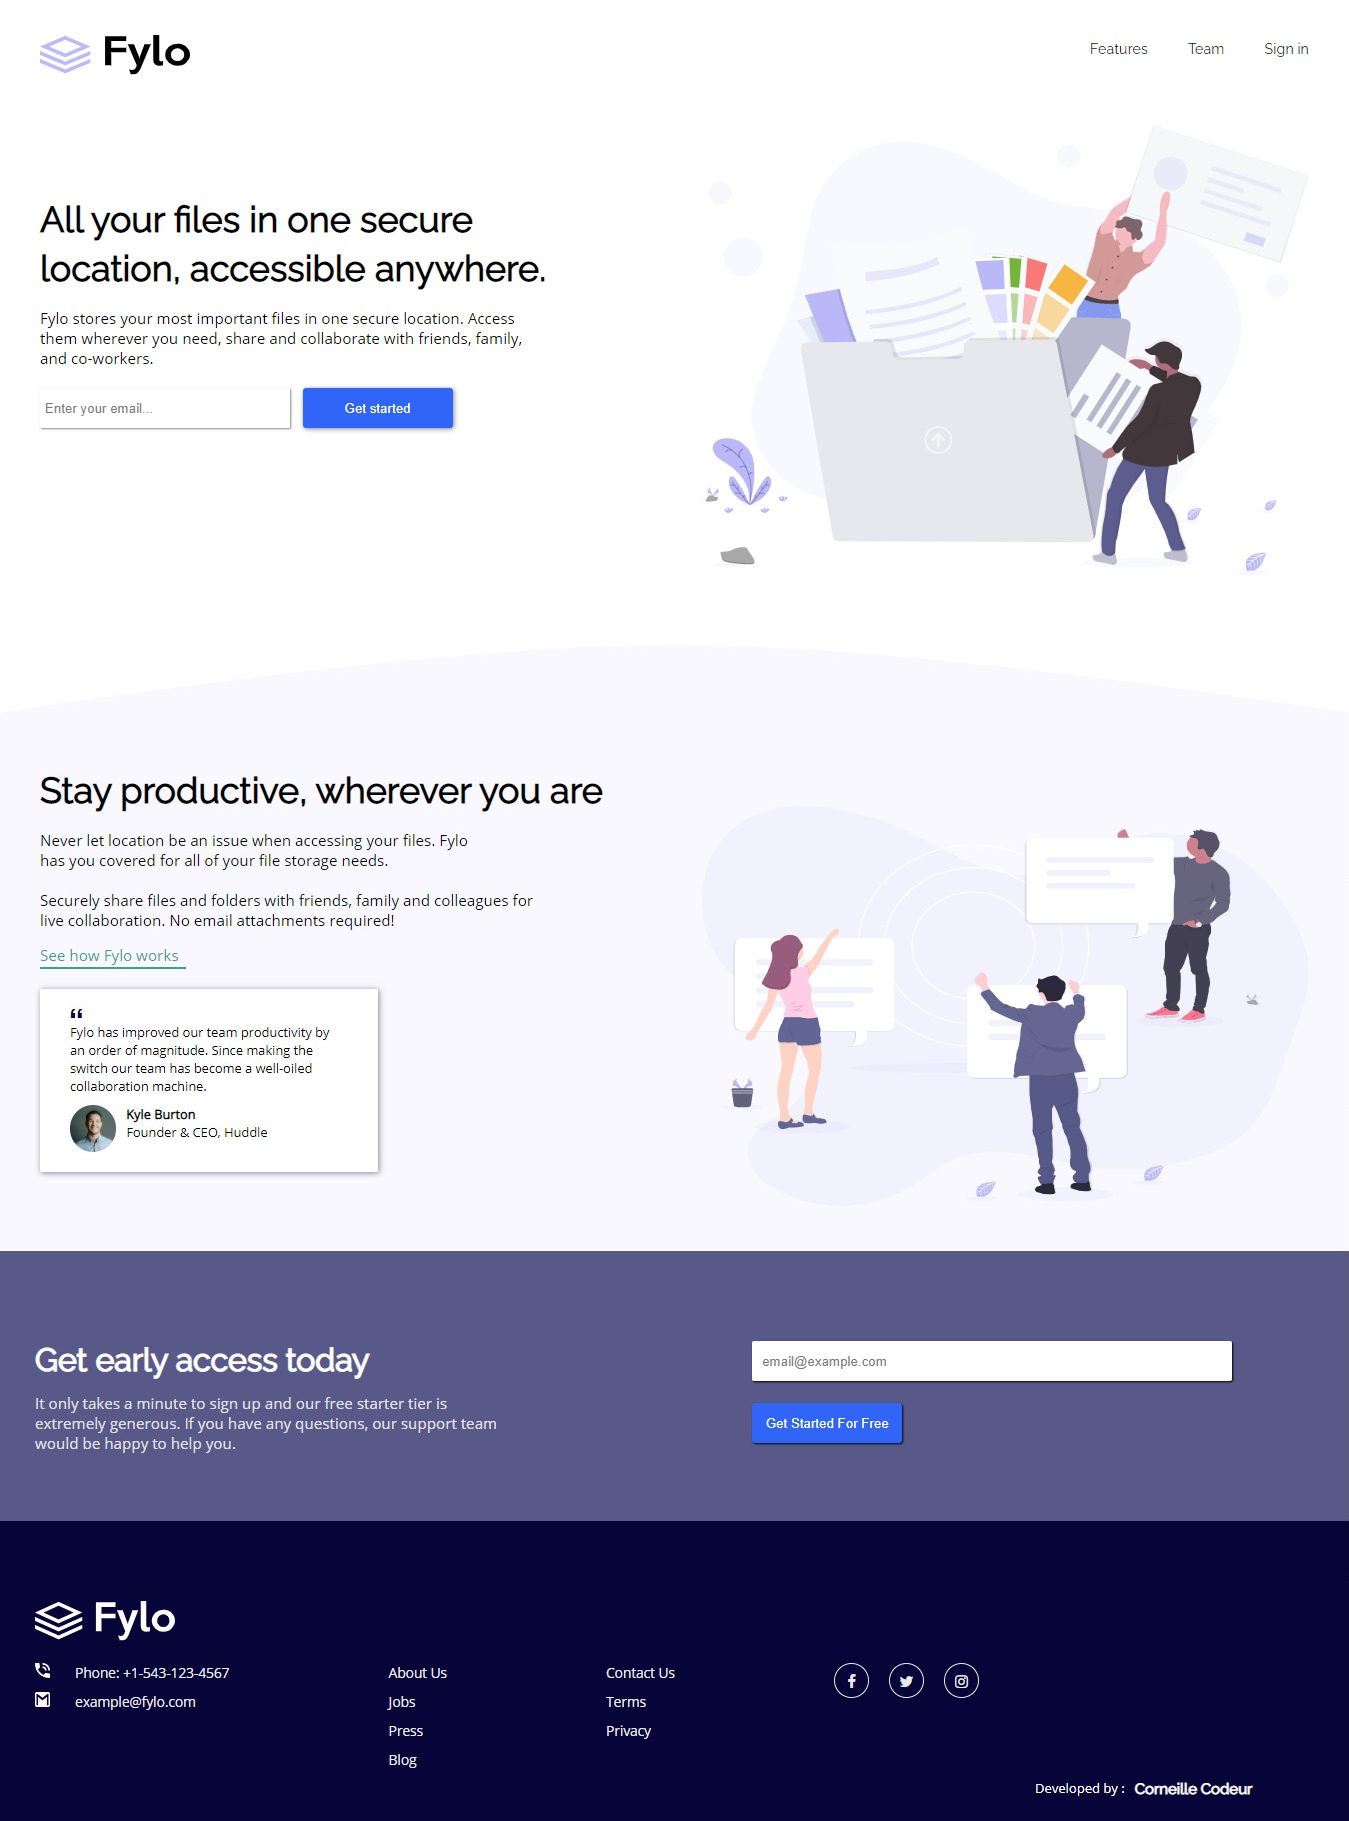 Fylo
Features
Team
Sign in
All your files in one secure
location, accessible anywhere.
Fylo stores your most important files in one secure location. Access
them wherever you need, share and collaborate with friends, family,
and co-workers.
Enter your email...
Get started
Stay productive, wherever you are
Never let location be an issue when accessing your files. Fylo
has you covered for all of your file storage needs.
Securely share files and folders with friends, family and colleagues for
live collaboration. No email attachments required!
See how Fylo works
“
Fylo has improved our team productivity by
an order of magnitude. Since making the
switch our team has become a well-oiled
collaboration machine.
Kyle Burton
Founder & CEO, Huddle
Get early access today
It only takes a minute to sign up and our free starter tier is
extremely generous. If you have any questions, our support team
would be happy to help you.
email@example.com
Get Started For Free
Fylo
Phone: +1-543-123-4567
example@fylo.com
About Us
Jobs
Press
Blog
Contact Us
Terms
Privacy
Developed by : Corneille Codeur